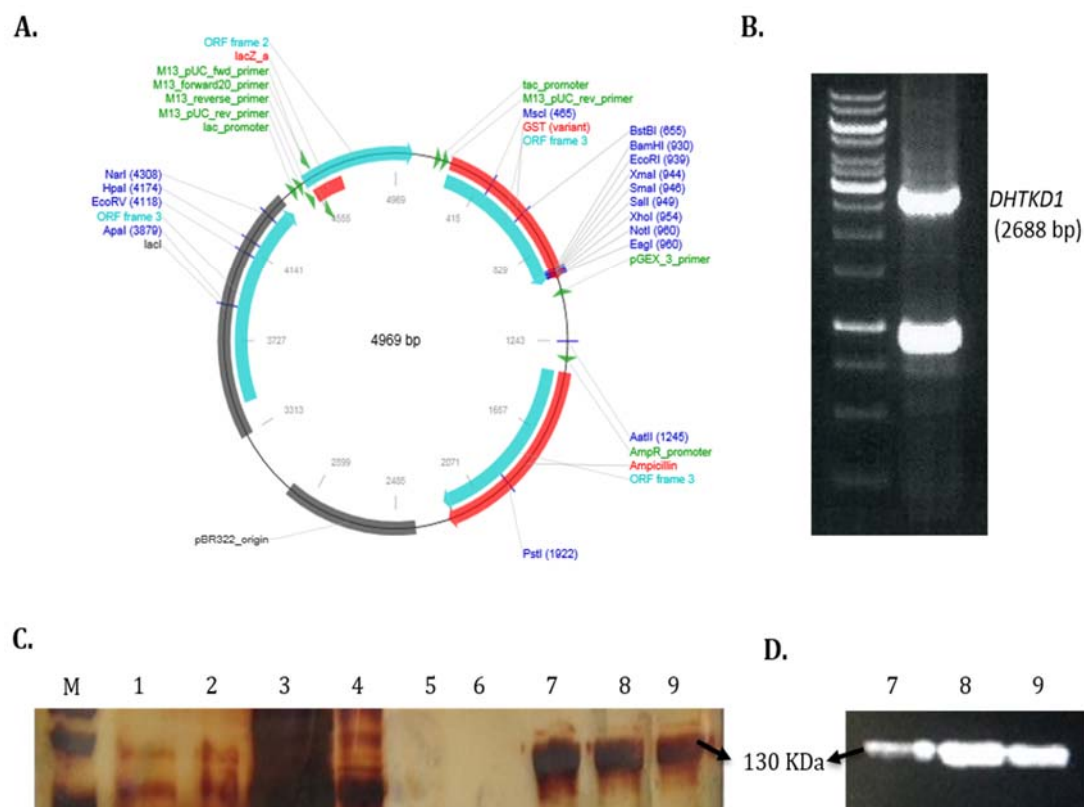 A.
ORF frame 2
lacZ_a
M13_pUC_fwd_primer
M13_forward20_primer
M13_reverse_primer
M13_pUC_rev_primer
lac_promoter
tac_promoter
M13_pUC_rev_primer
MscI (465)
GST (variant)
ORF frame 3
BstBI (655)
BamHI (930)
EcoRI (939)
XmaI (944)
SmaI (946)
SalI (949)
XhoI (954)
NotI (960)
EagI (960)
pGEX_3_primer
NarI (4308)
HpaI (4174)
EcoRV (4118)
ORF frame 3
ApaI (3879)
lacI
4555
4969
415
829
4141
3727
4969 bp
1243
3313
1657
2899
2485
2071
AatII (1245)
AmpR_promoter
Ampicillin
ORF frame 3
pBR322_origin
PstI (1922)
B.
DHTKD1
(2688 bp)
C.
M 1 2 3 4 5 6 7 8 9
130 KDa
D.
7 8 9